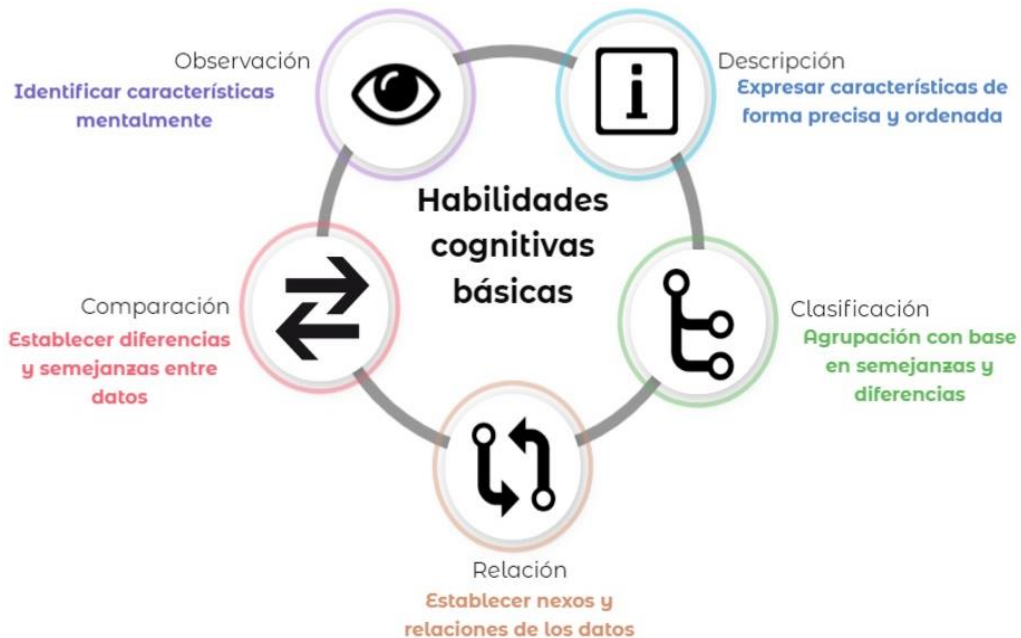 Observación
Identificar características
mentalmente
Descripción
Expresar características de
forma precisa y ordenada
Habilidades
cognitivas
básicas
Comparación
Establecer diferencias
y semejanzas entre
datos
Clasificación
Agrupación con base
en semejanzas y
diferencias
Relación
Establecer nexos y
relaciones de los datos